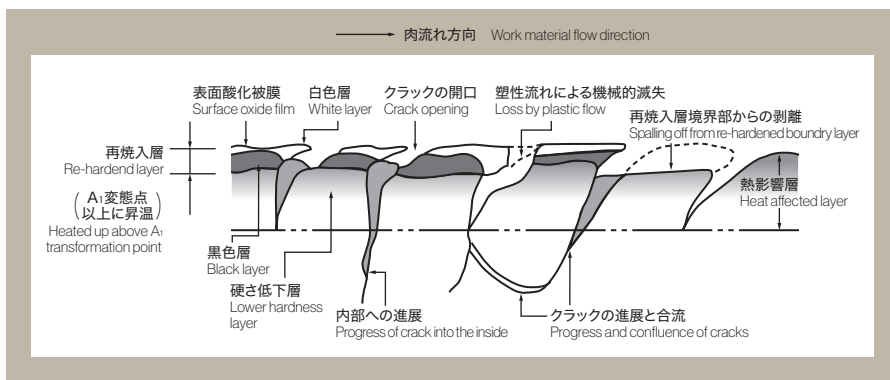 肉流れ方向 Work material flow direction
表面酸化被膜
Surface oxide film
白色層
White layer
クラックの開口
Crack opening
塑性流れによる機械的滅失
Loss by plastic flow
再焼入層境界部からの剥離
Spalling off from re-hardened boundry layer
再焼入層
Re-hardend layer
A₁変態点
以上に昇温
Heated up above A₁
transformation point
熱影響層
Heat affected layer
黒色層
Black layer
硬さ低下層
Lower hardness
layer
内部への進展
Progress of crack into the inside
クラックの進展と合流
Progress and confluence of cracks